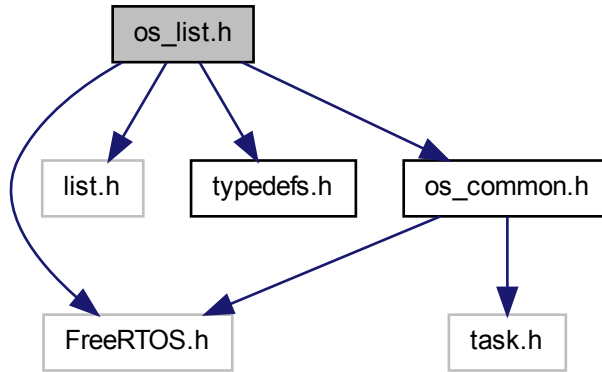 os_list.h
list.h
typedefs.h
os_common.h
FreeRTOS.h
task.h